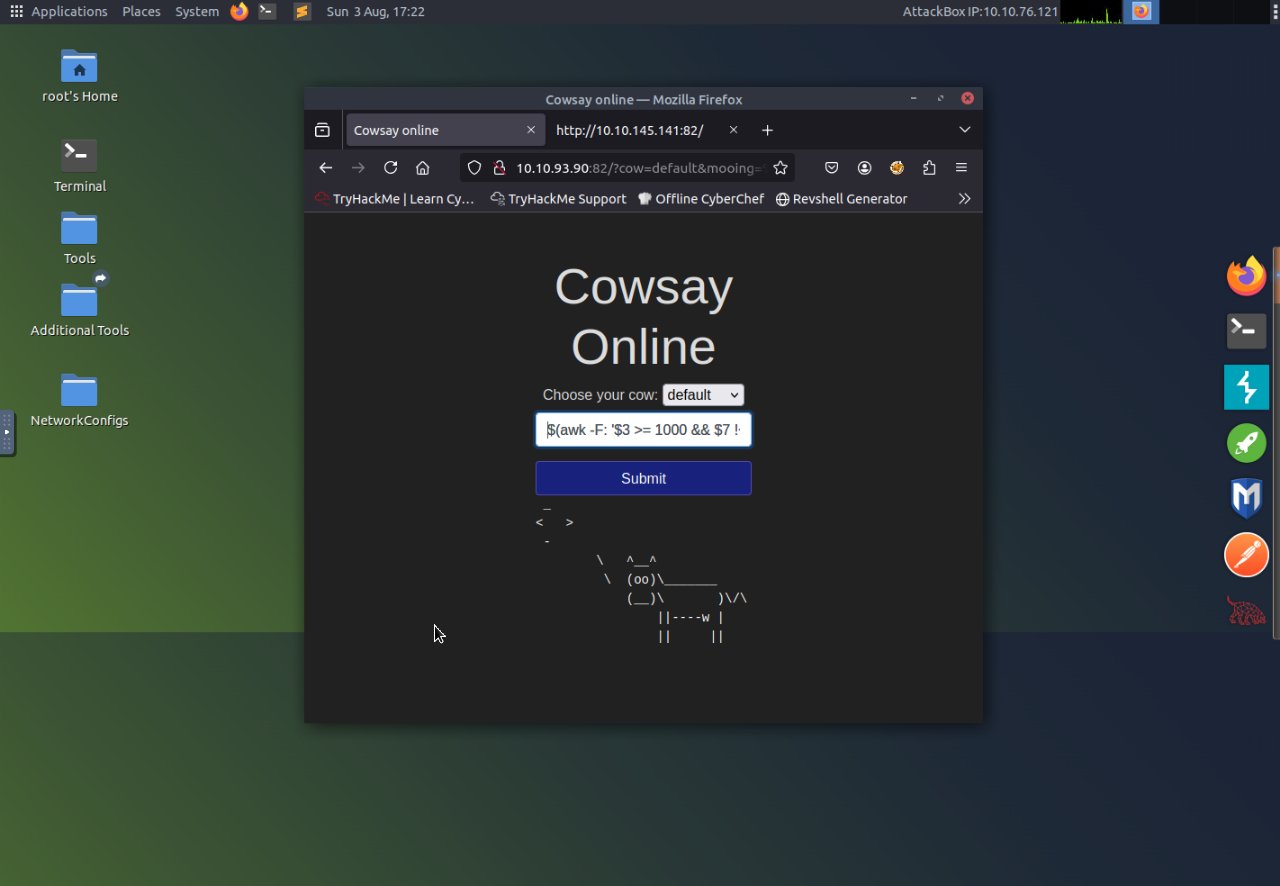 Applications Places System Sun 3 Aug, 17:22 AttackBox IP:10.10.76.121
root's Home
Terminal
Tools
Additional Tools
NetworkConfigs
Cowsay online — Mozilla Firefox
Cowsay online http://10.10.145.141:82/
10.10.93.90:82/?cow=default&mooing=
TryHackMe | Learn Cy... TryHackMe Support Offline CyberChef Revshell Generator
Cowsay
Online
Choose your cow: default
$(awk -F: '$3 >= 1000 && $7 !
Submit
 _
<   >
 -
        \   ^__^
         \  (oo)\_______
            (__)\       )\/\
                ||----w |
                ||     ||